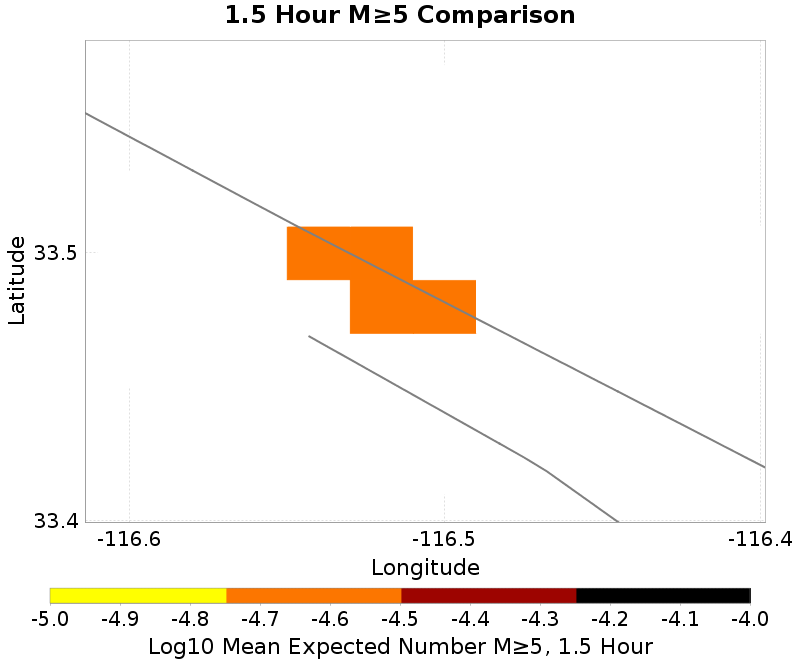 1.5 Hour M≥5 Comparison
Latitude
33.5
33.4
-116.6 -116.5 -116.4
Longitude
-5.0 -4.9 -4.8 -4.7 -4.6 -4.5 -4.4 -4.3 -4.2 -4.1 -4.0
Log10 Mean Expected Number M≥5, 1.5 Hour